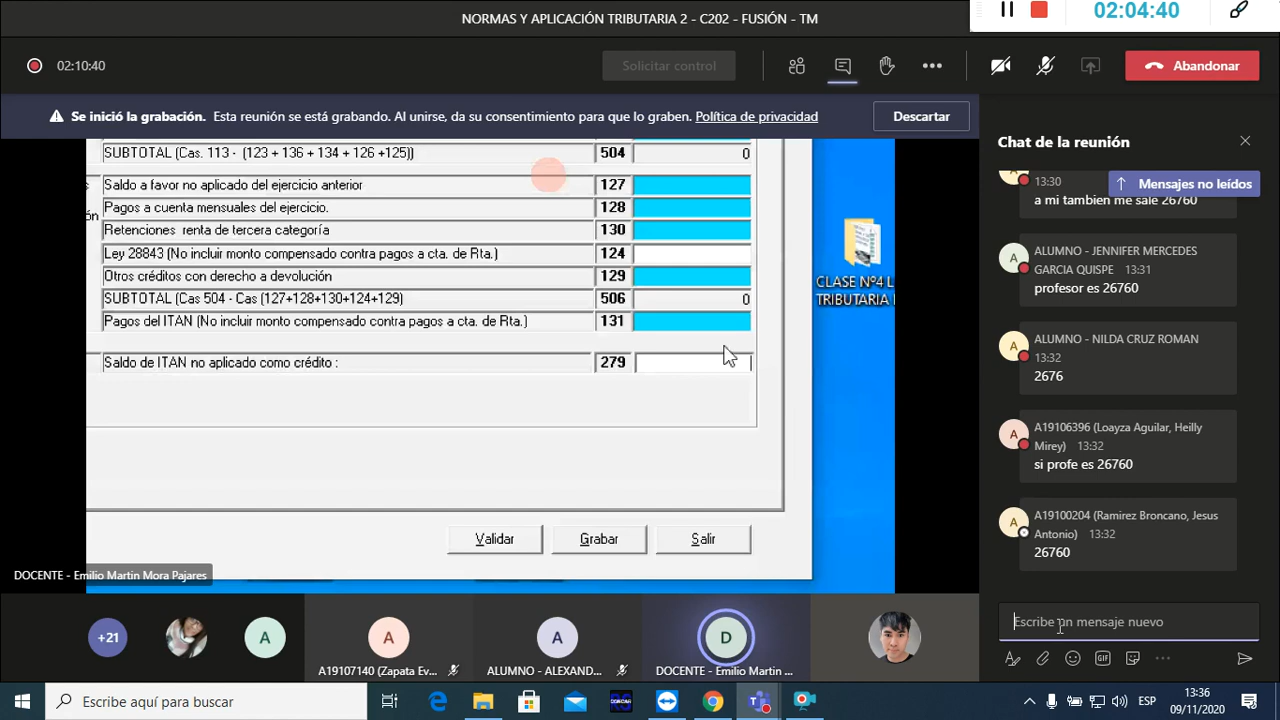 NORMAS Y APLICACIÓN TRIBUTARIA 2 - C202 - FUSIÓN - TM
02:04:40
02:10:40
Solicitar control
Abandonar
Se inició la grabación. Esta reunión se está grabando. Al unirse, da su consentimiento para que lo graben. Política de privacidad
Descartar
SUBTOTAL (Cas. 113 - (123 + 136 + 134 + 126 +125)) 504 0
s Saldo a favor no aplicado del ejercicio anterior 127
ón Pagos a cuenta mensuales del ejercicio. 128
Retenciones renta de tercera categoría 130
Ley 28843 (No incluir monto compensado contra pagos a cta. de Rta.) 124
Otros créditos con derecho a devolución 129
SUBTOTAL (Cas 504 - Cas (127+128+130+124+129) 506 0
Pagos del ITAN (No incluir monto compensado contra pagos a cta. de Rta.) 131
Saldo de ITAN no aplicado como crédito : 279
Validar Grabar Salir
CLASE Nº4 L
TRIBUTARIA
DOCENTE - Emilio Martin Mora Pajares
Chat de la reunión
Mensajes no leídos
13:30
a mi tambien me sale 26760
A
ALUMNO - JENNIFER MERCEDES
GARCIA QUISPE 13:31
profesor es 26760
A
ALUMNO - NILDA CRUZ ROMAN
13:32
2676
A
A19106396 (Loayza Aguilar, Heilly
Mirey) 13:32
si profe es 26760
A
A19100204 (Ramirez Broncano, Jesus
Antonio) 13:32
26760
Escribe un mensaje nuevo
GIF
+21
A
A
A19107140 (Zapata Ev...
A
ALUMNO - ALEXAND...
D
DOCENTE - Emilio Martin ...
Escribe aquí para buscar
ESP
13:36
09/11/2020